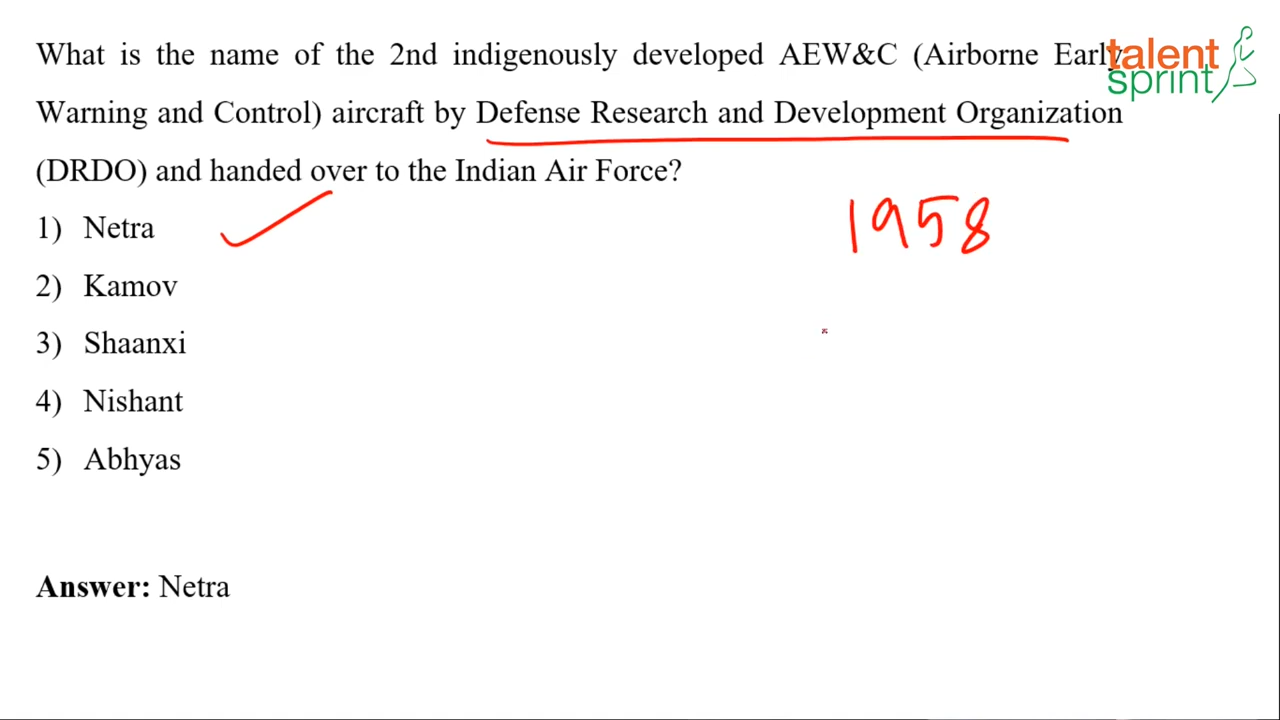 What is the name of the 2nd indigenously developed AEW&C (Airborne Early
talent
sprint
Warning and Control) aircraft by Defense Research and Development Organization
(DRDO) and handed over to the Indian Air Force?
1) Netra
1958
2) Kamov
3) Shaanxi
4) Nishant
5) Abhyas
Answer: Netra